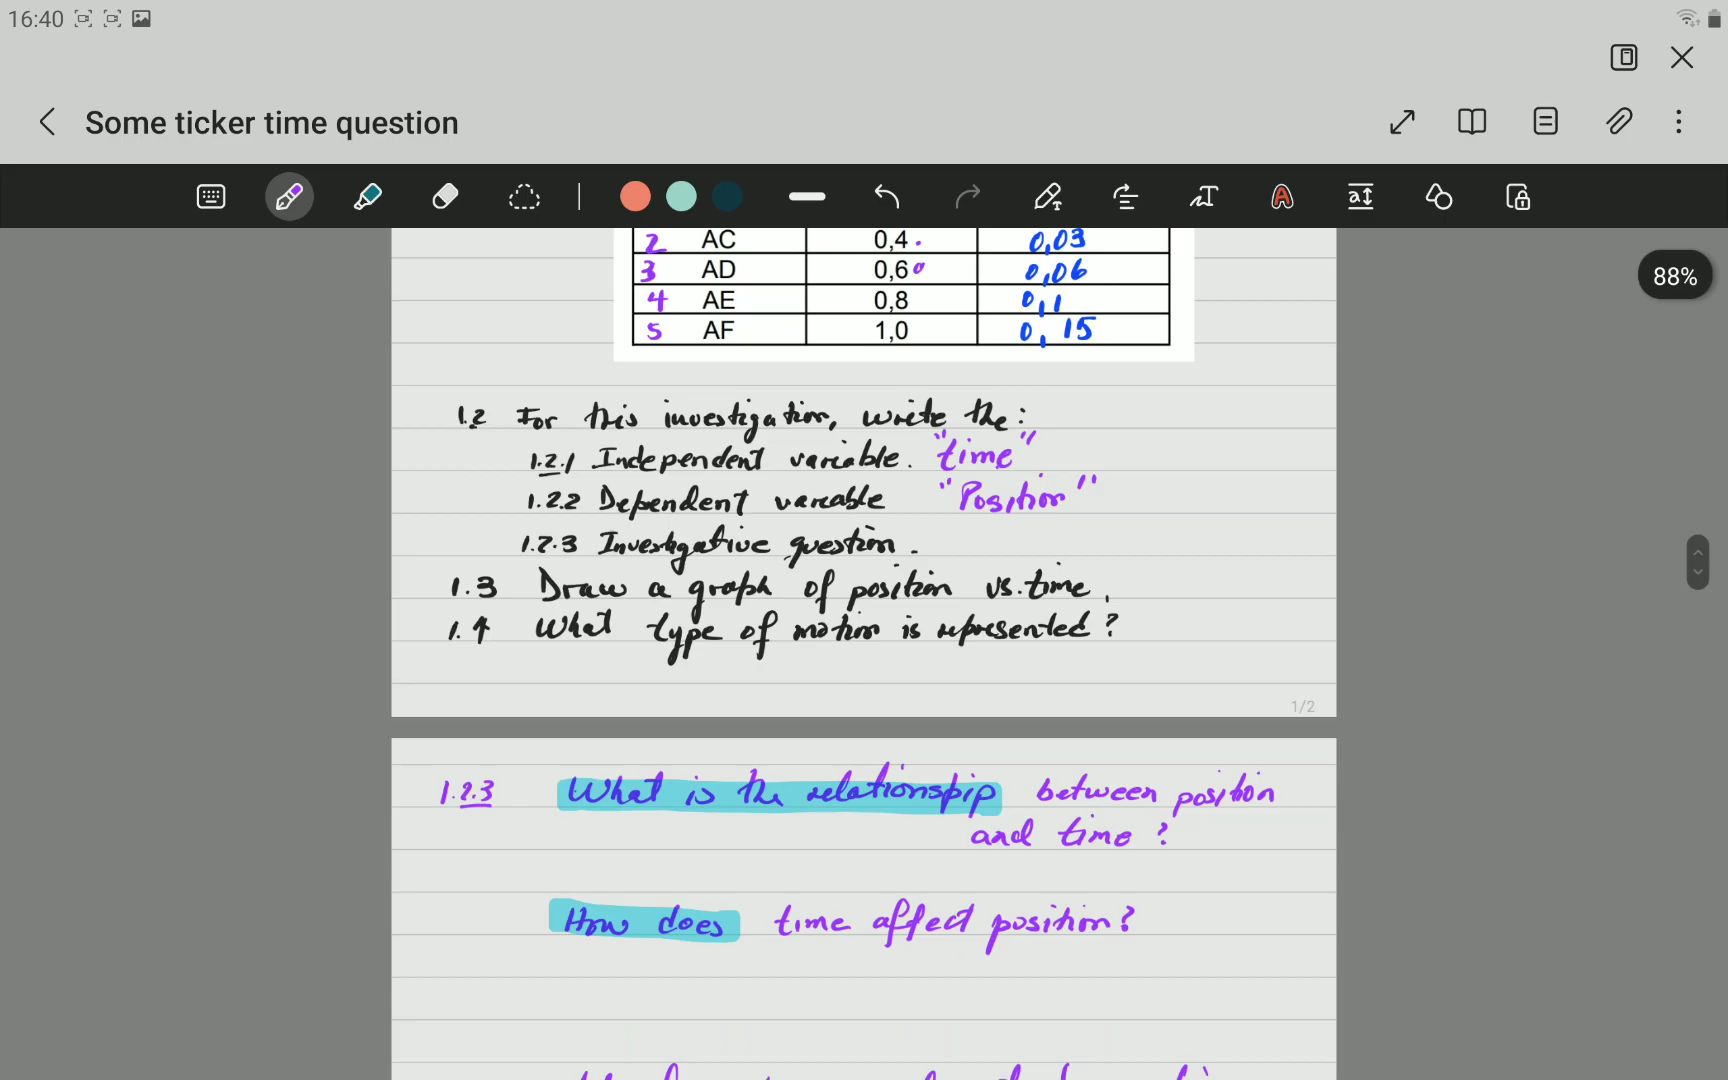 16:40
Some ticker time question
88%
2 AC 0,4 0,03
3 AD 0,6 0,06
4 AE 0,8 0,1
5 AF 1,0 0,15
1.2 For this investigation, write the:
1.2.1 Independent variable. "time"
1.2.2 Dependent variable "Position"
1.2.3 Investigative question.
1.3 Draw a graph of position vs. time.
1.4 What type of motion is represented?
1/2
1.2.3 What is the relationspip between position
and time?
How does time affect position?